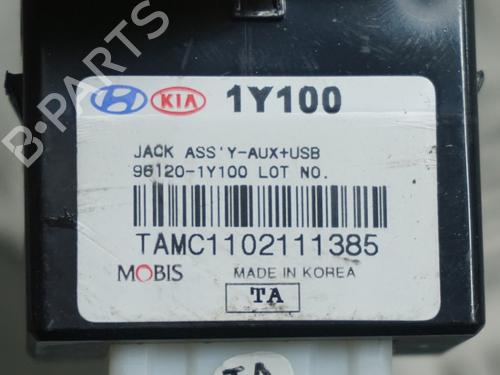 B-PARTS
KIA 1Y100
JACK ASS'Y-AUX+USB
96120-1Y100 LOT NO.
TAMC1102111385
MOBIS MADE IN KOREA
TA